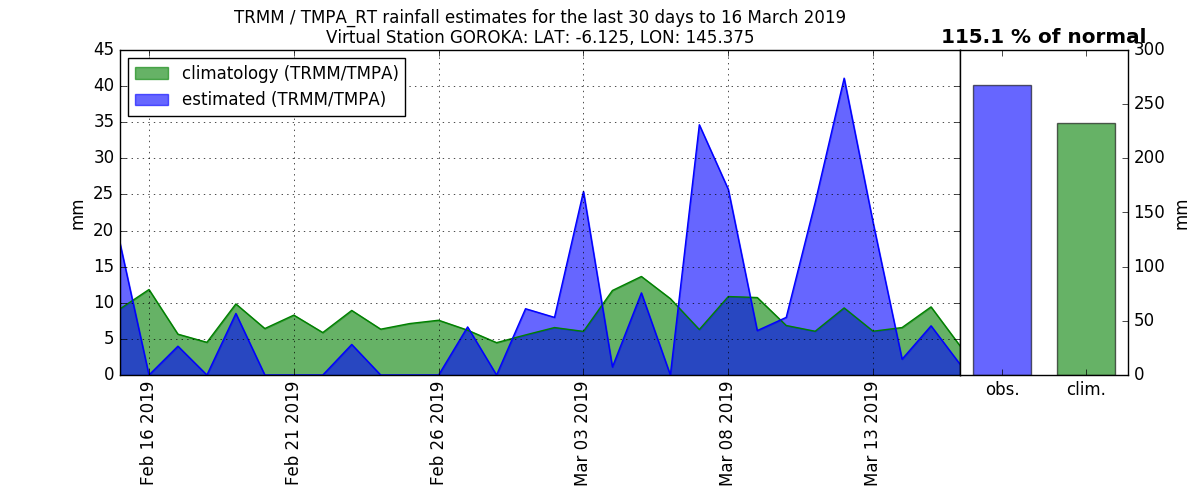 TRMM / TMPA_RT rainfall estimates for the last 30 days to 16 March 2019
Virtual Station GOROKA: LAT: -6.125, LON: 145.375
115.1 % of normal
climatology (TRMM/TMPA)
estimated (TRMM/TMPA)
45
40
35
30
25
20
15
10
5
0
mm
Feb 16 2019
Feb 21 2019
Feb 26 2019
Mar 03 2019
Mar 08 2019
Mar 13 2019
300
250
200
150
100
50
0
mm
obs.
clim.